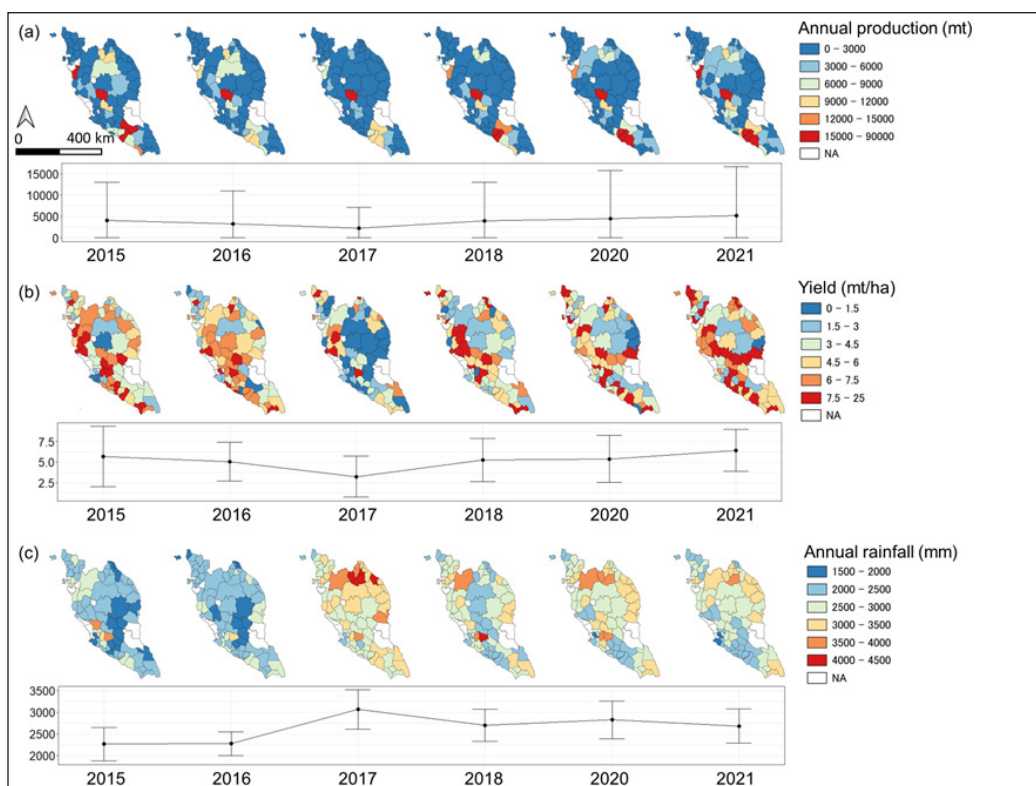 (a)
Annual production (mt)
0 – 3000
3000 – 6000
6000 – 9000
9000 – 12000
12000 – 15000
15000 – 90000
NA
0 400 km
15000
10000
5000
0
2015 2016 2017 2018 2020 2021
(b)
Yield (mt/ha)
0 – 1.5
1.5 – 3
3 – 4.5
4.5 – 6
6 – 7.5
7.5 – 25
NA
7.5
5.0
2.5
2015 2016 2017 2018 2020 2021
(c)
Annual rainfall (mm)
1500 – 2000
2000 – 2500
2500 – 3000
3000 – 3500
3500 – 4000
4000 – 4500
NA
3500
3000
2500
2000
2015 2016 2017 2018 2020 2021